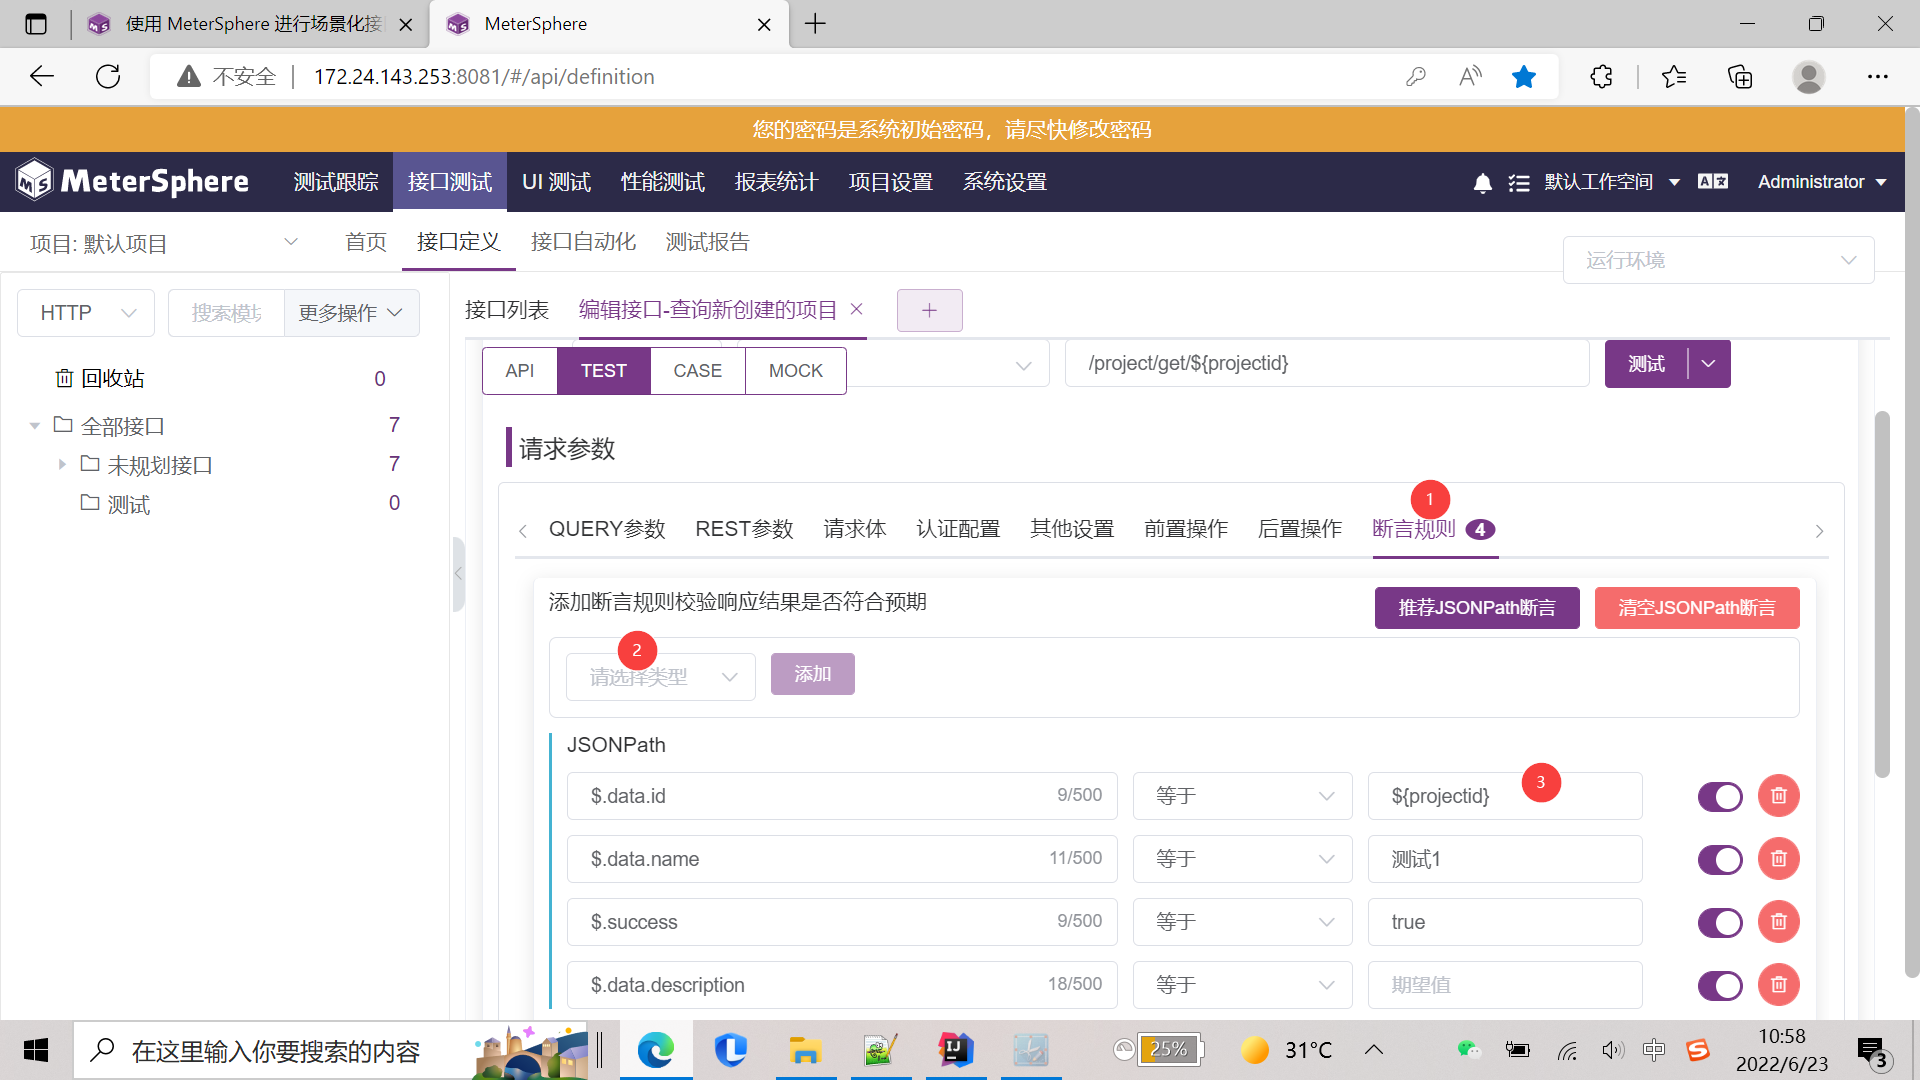 使用 MeterSphere 进行场景化接
MeterSphere
不安全
172.24.143.253:8081/#/api/definition
您的密码是系统初始密码，请尽快修改密码
MeterSphere
测试跟踪
接口测试
UI 测试
性能测试
报表统计
项目设置
系统设置
默认工作空间
Administrator
项目: 默认项目
首页
接口定义
接口自动化
测试报告
运行环境
HTTP
搜索模块
更多操作
接口列表
编辑接口-查询新创建的项目
+
回收站 0
全部接口 7
未规划接口 7
测试 0
API
TEST
CASE
MOCK
/project/get/${projectid}
测试
请求参数
1
QUERY参数
REST参数
请求体
认证配置
其他设置
前置操作
后置操作
断言规则 4
添加断言规则校验响应结果是否符合预期
推荐JSONPath断言
清空JSONPath断言
2
请选择类型
添加
JSONPath
3
$.data.id 9/500 等于 ${projectid}
$.data.name 11/500 等于 测试1
$.success 9/500 等于 true
$.data.description 18/500 等于 期望值
在这里输入你要搜索的内容
25%
31°C
中
10:58
2022/6/23
3